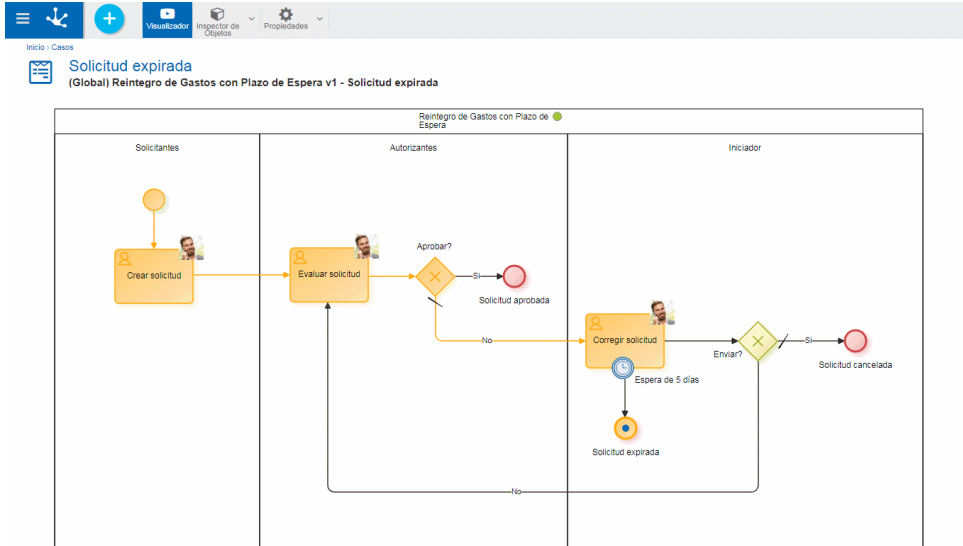 Visualizador
Inspector de
Objetos
Propiedades
Inicio › Casos
Solicitud expirada
(Global) Reintegro de Gastos con Plazo de Espera v1 - Solicitud expirada
Reintegro de Gastos con Plazo de
Espera
Solicitantes
Autorizantes
Iniciador
Crear solicitud
Evaluar solicitud
Aprobar?
Si
Solicitud aprobada
No
Corregir solicitud
Espera de 5 días
Solicitud expirada
Enviar?
Si
Solicitud cancelada
No